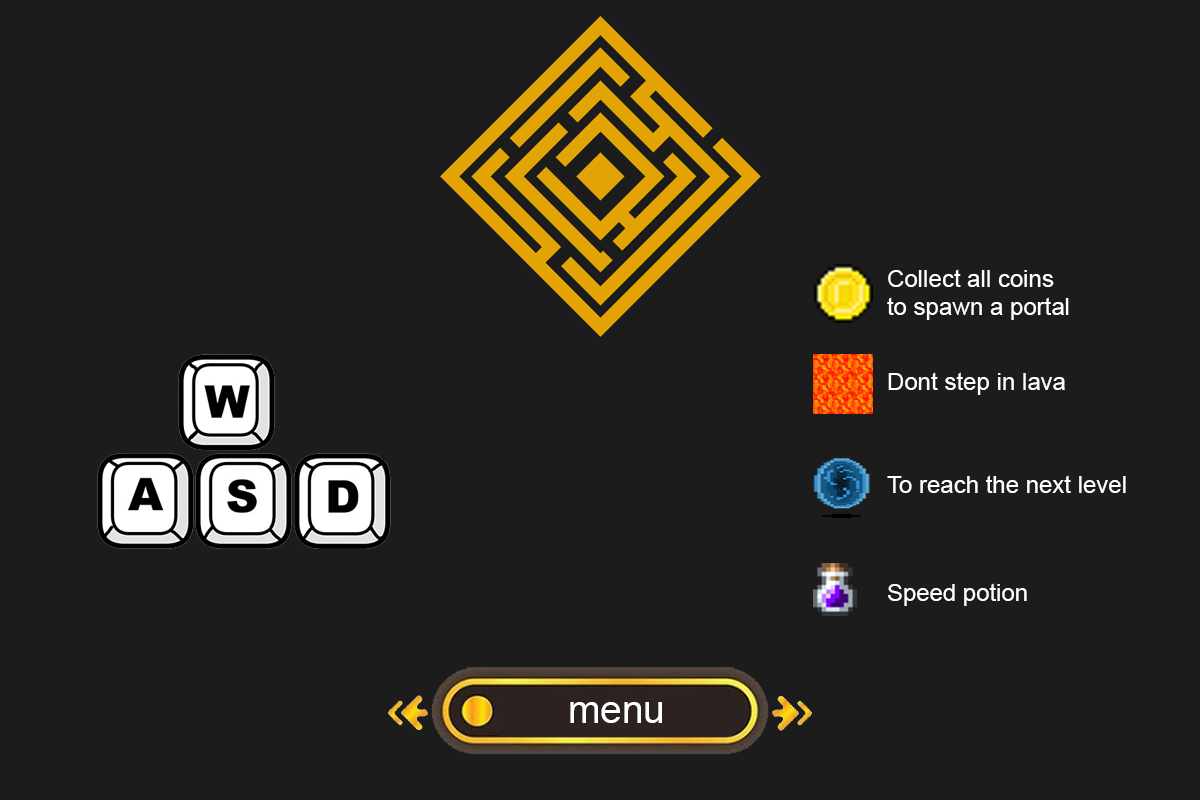 Collect all coins
to spawn a portal
W
Dont step in lava
A S D
To reach the next level
Speed potion
menu